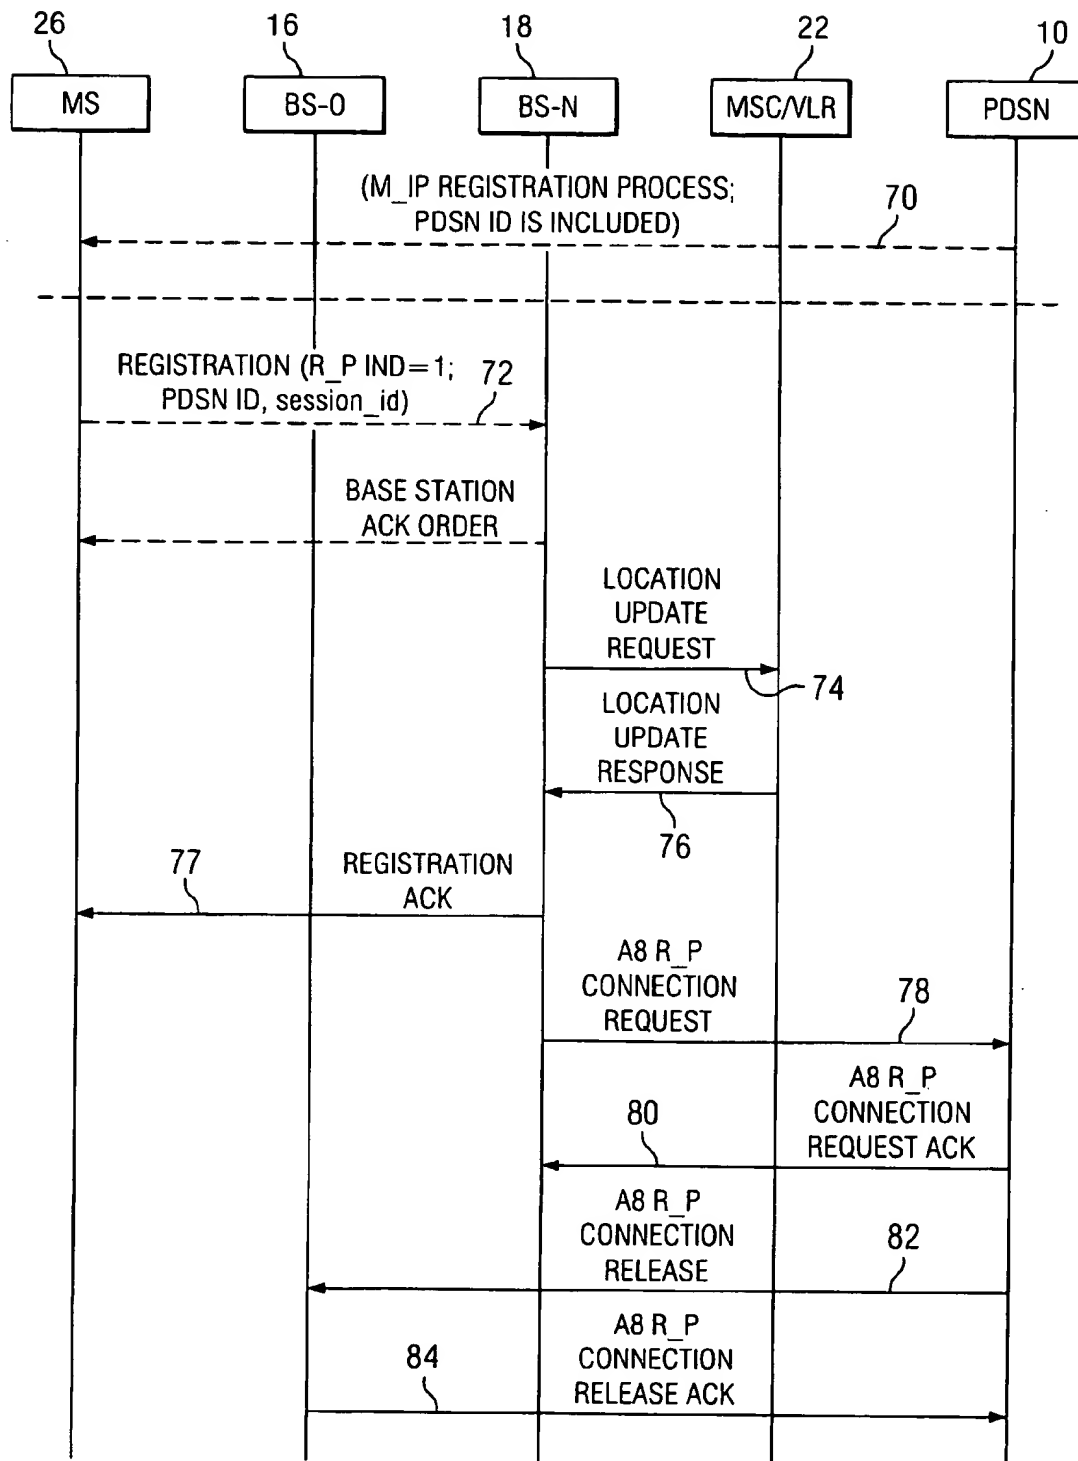 26
16
18
22
10
MS
BS-O
BS-N
MSC/VLR
PDSN
(M_IP REGISTRATION PROCESS;
PDSN ID IS INCLUDED)
70
REGISTRATION (R_P IND=1;
PDSN ID, session_id)
72
BASE STATION
ACK ORDER
LOCATION
UPDATE
REQUEST
74
LOCATION
UPDATE
RESPONSE
76
77
REGISTRATION
ACK
A8 R_P
CONNECTION
REQUEST
78
A8 R_P
CONNECTION
REQUEST ACK
80
A8 R_P
CONNECTION
RELEASE
82
A8 R_P
CONNECTION
RELEASE ACK
84